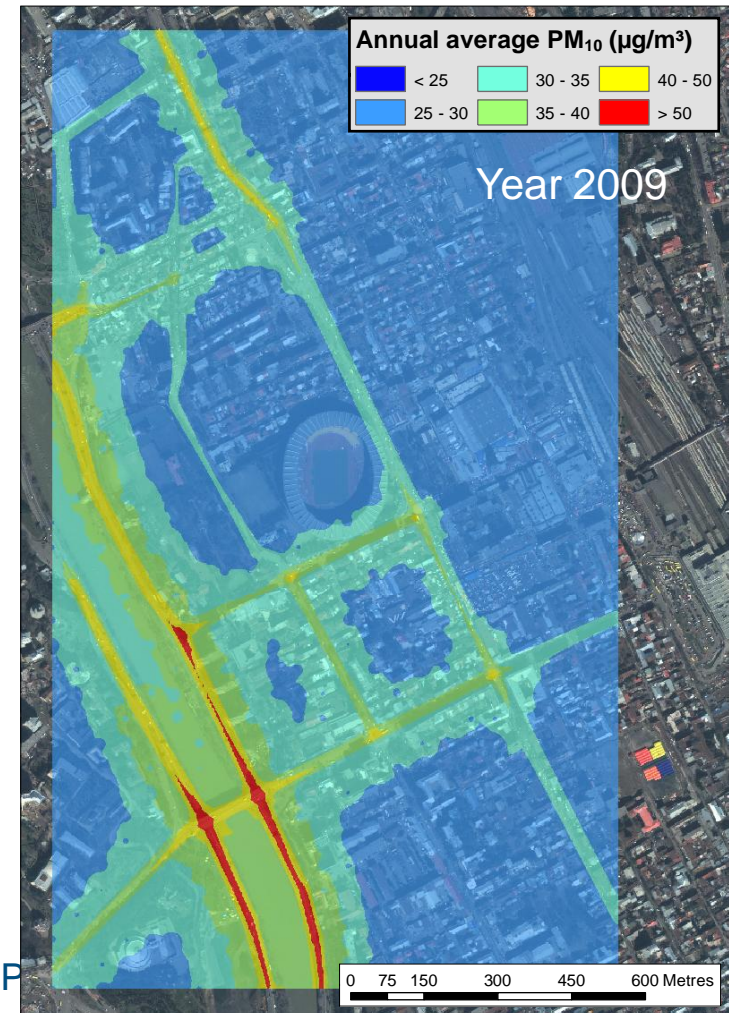 Annual average PM₁₀ (µg/m³)
< 25 30 - 35 40 - 50
25 - 30 35 - 40 > 50
Year 2009
P
0 75 150 300 450 600 Metres